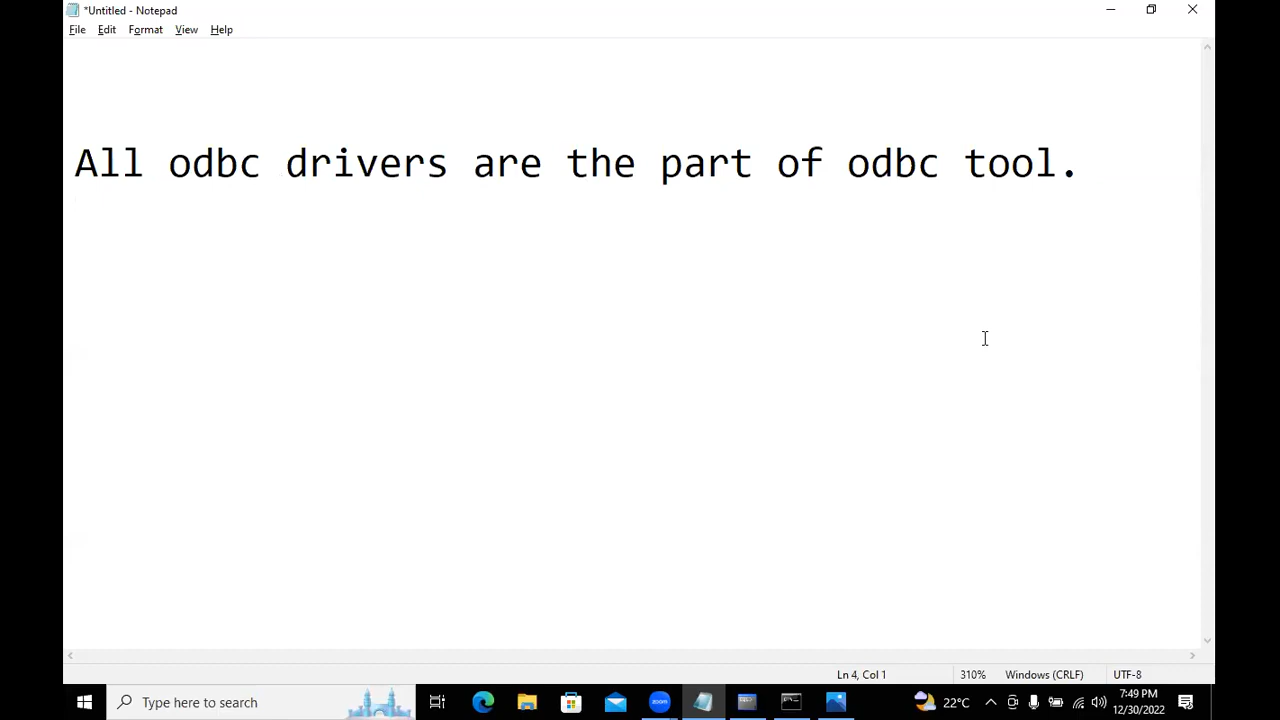 *Untitled - Notepad
File Edit Format View Help
All odbc drivers are the part of odbc tool.
Ln 4, Col 1 310% Windows (CRLF) UTF-8
Type here to search zoom 22°C 7:49 PM
12/30/2022